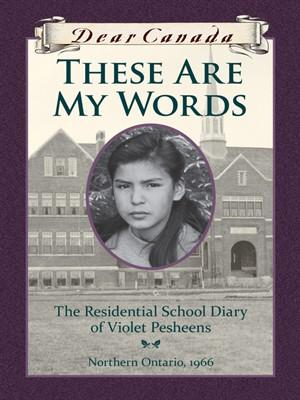 Dear Canada
THESE ARE
MY WORDS
The Residential School Diary
of Violet Pesheens
Northern Ontario, 1966